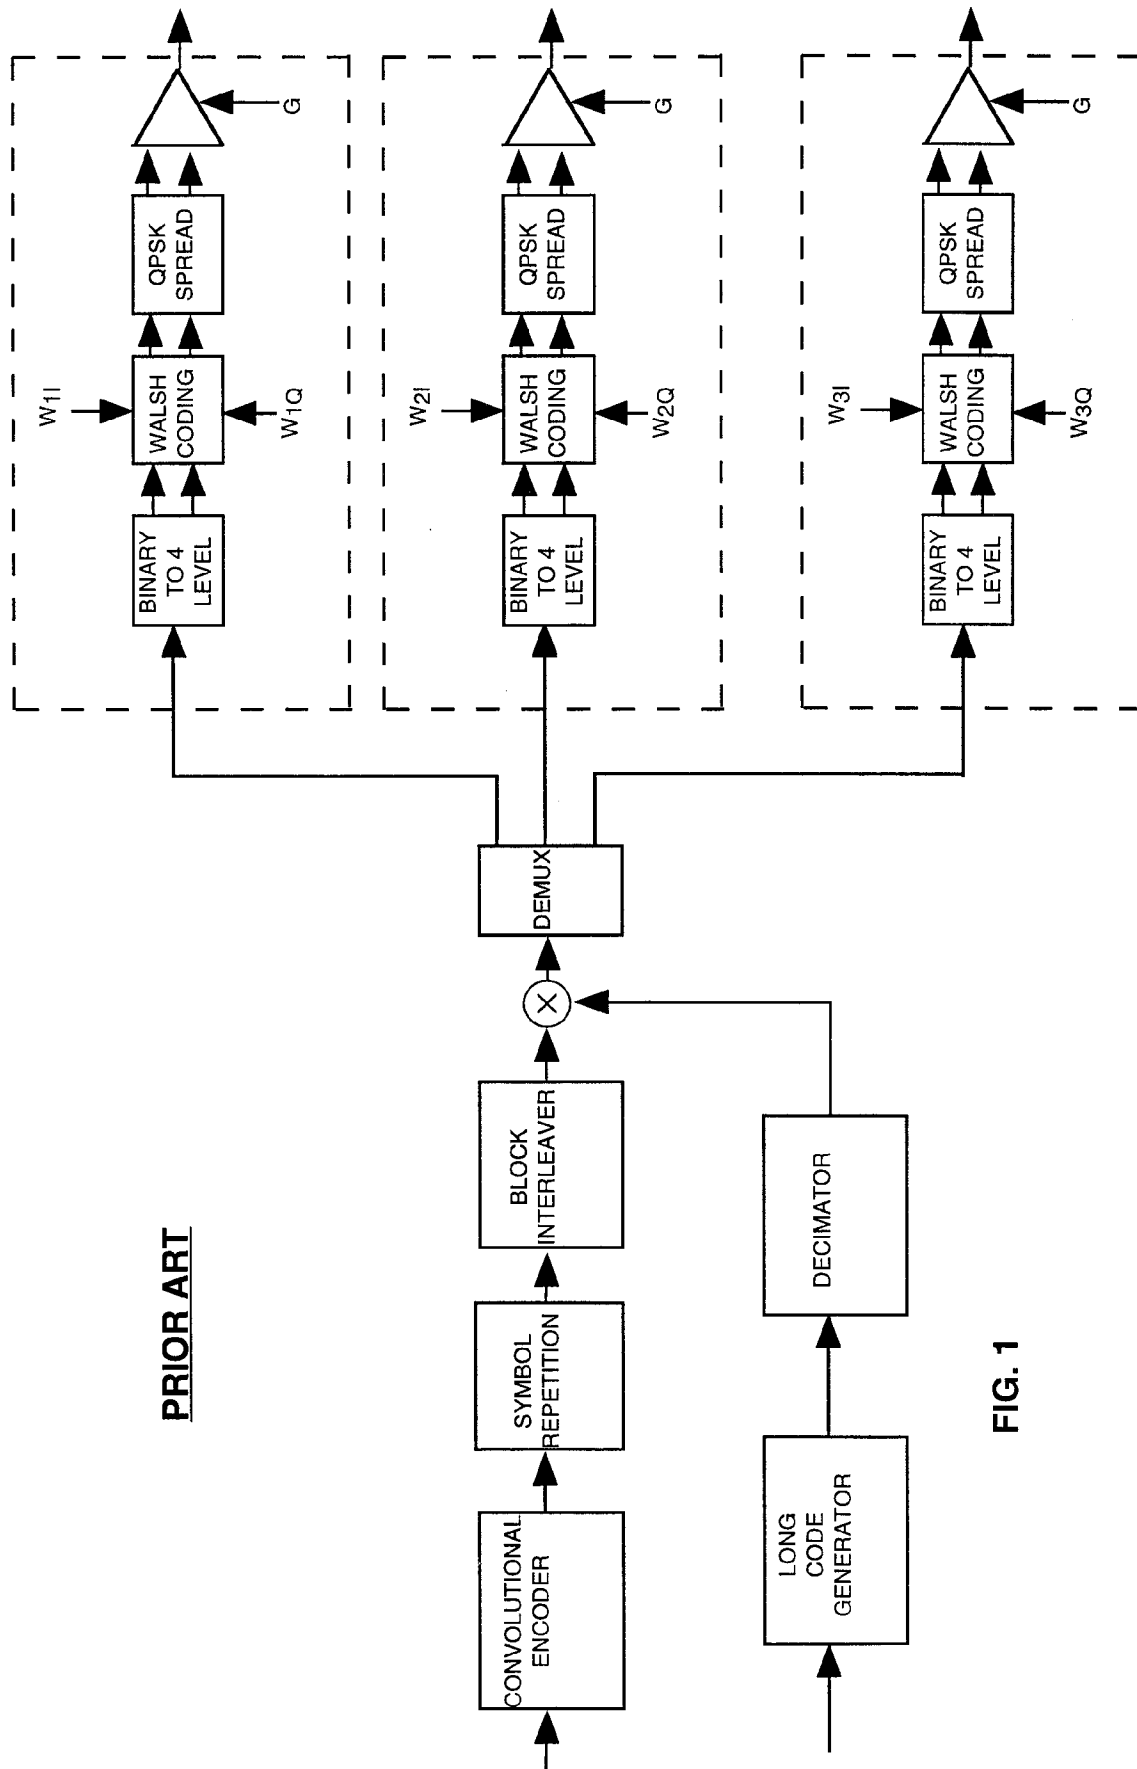 PRIOR ART
CONVOLUTIONAL
ENCODER
SYMBOL
REPETITION
BLOCK
INTERLEAVER
X
DEMUX
LONG
CODE
GENERATOR
DECIMATOR
BINARY
TO 4
LEVEL
W1I
WALSH
CODING
W1Q
QPSK
SPREAD
G
BINARY
TO 4
LEVEL
W2I
WALSH
CODING
W2Q
QPSK
SPREAD
G
BINARY
TO 4
LEVEL
W3I
WALSH
CODING
W3Q
QPSK
SPREAD
G
FIG. 1